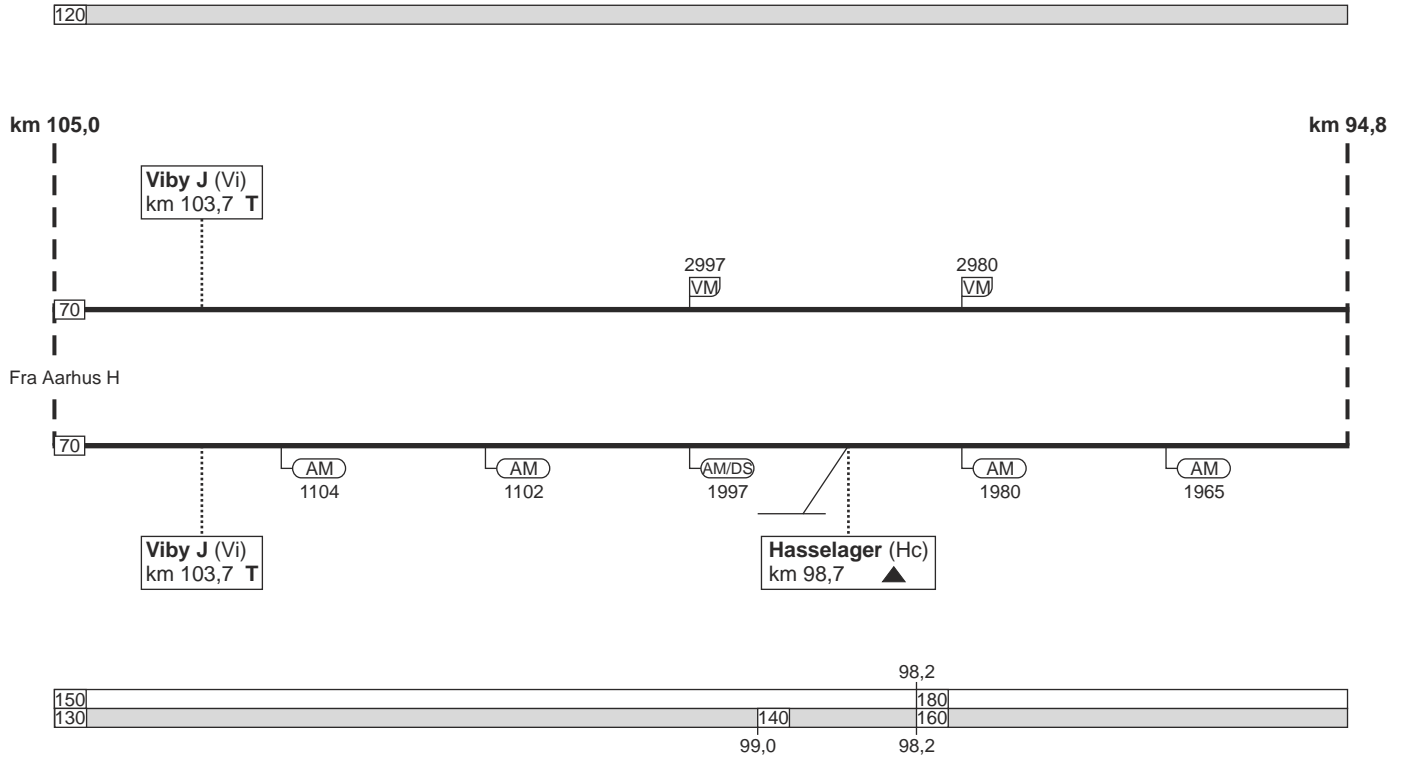 120
km 105,0
km 94,8
Viby J (Vi)
km 103,7 T
2997
2980
VM
VM
70
Fra Aarhus H
70
AM
AM
AM/DS
AM
AM
1104
1102
1997
1980
1965
Viby J (Vi)
km 103,7 T
Hasselager (Hc)
km 98,7
98,2
150
180
130
140
160
99,0
98,2